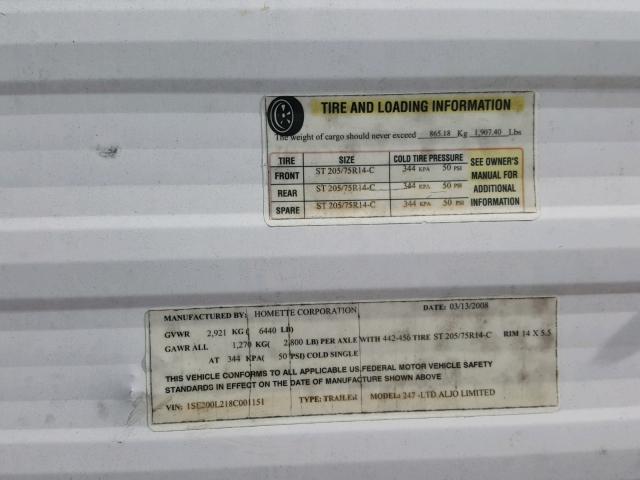 TIRE AND LOADING INFORMATION
The weight of cargo should never exceed 865.18 Kg 1,907.40 Lbs
TIRE SIZE COLD TIRE PRESSURE
FRONT ST 205/75R14-C 344 KPA 50 PSI
REAR ST 205/75R14-C 344 KPA 50 PSI
SPARE ST 205/75R14-C 344 KPA 50 PSI
SEE OWNER'S
MANUAL FOR
ADDITIONAL
INFORMATION
MANUFACTURED BY: HOMETTE CORPORATION DATE: 03/13/2008
GVWR 2,921 KG ( 6440 LB)
GAWR ALL 1,270 KG( 2,800 LB) PER AXLE WITH 442-456 TIRE ST 205/75R14-C RIM 14 X 5.5
AT 344 KPA( 50 PSI) COLD SINGLE
THIS VEHICLE CONFORMS TO ALL APPLICABLE US.FEDERAL MOTOR VEHICLE SAFETY
STANDARDS IN EFFECT ON THE DATE OF MANUFACTURE SHOWN ABOVE
VIN: 1SE200L218C001151 TYPE: TRAILER MODEL: 247 -LTD ALJO LIMITED